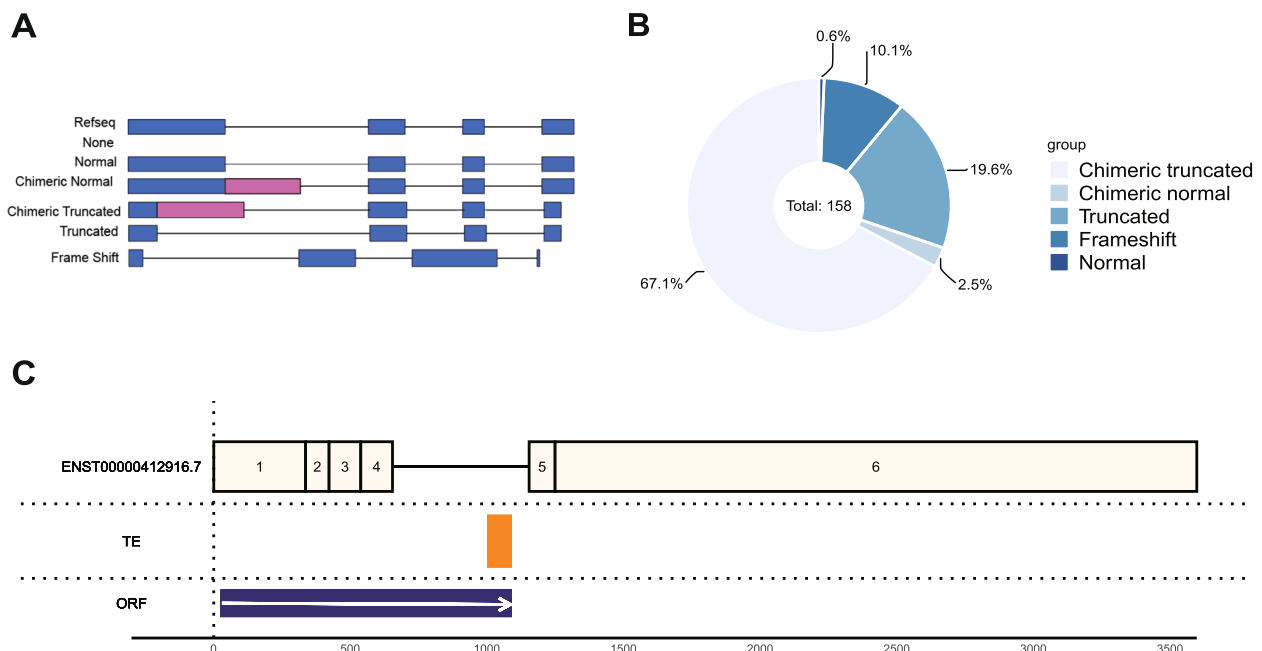 A
Refseq
None
Normal
Chimeric Normal
Chimeric Truncated
Truncated
Frame Shift
B
0.6%
10.1%
19.6%
2.5%
67.1%
Total: 158
group
Chimeric truncated
Chimeric normal
Truncated
Frameshift
Normal
C
ENST00000412916.7
1
2
3
4
5
6
TE
ORF
0
500
1000
1500
2000
2500
3000
3500